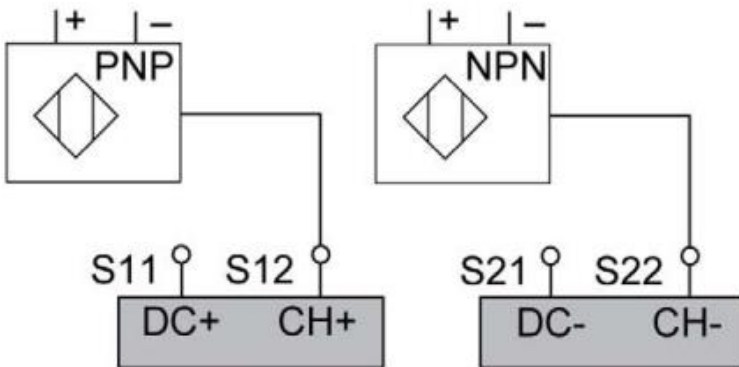 + − + −
PNP NPN
S11 S12 S21 S22
DC+ CH+ DC- CH-